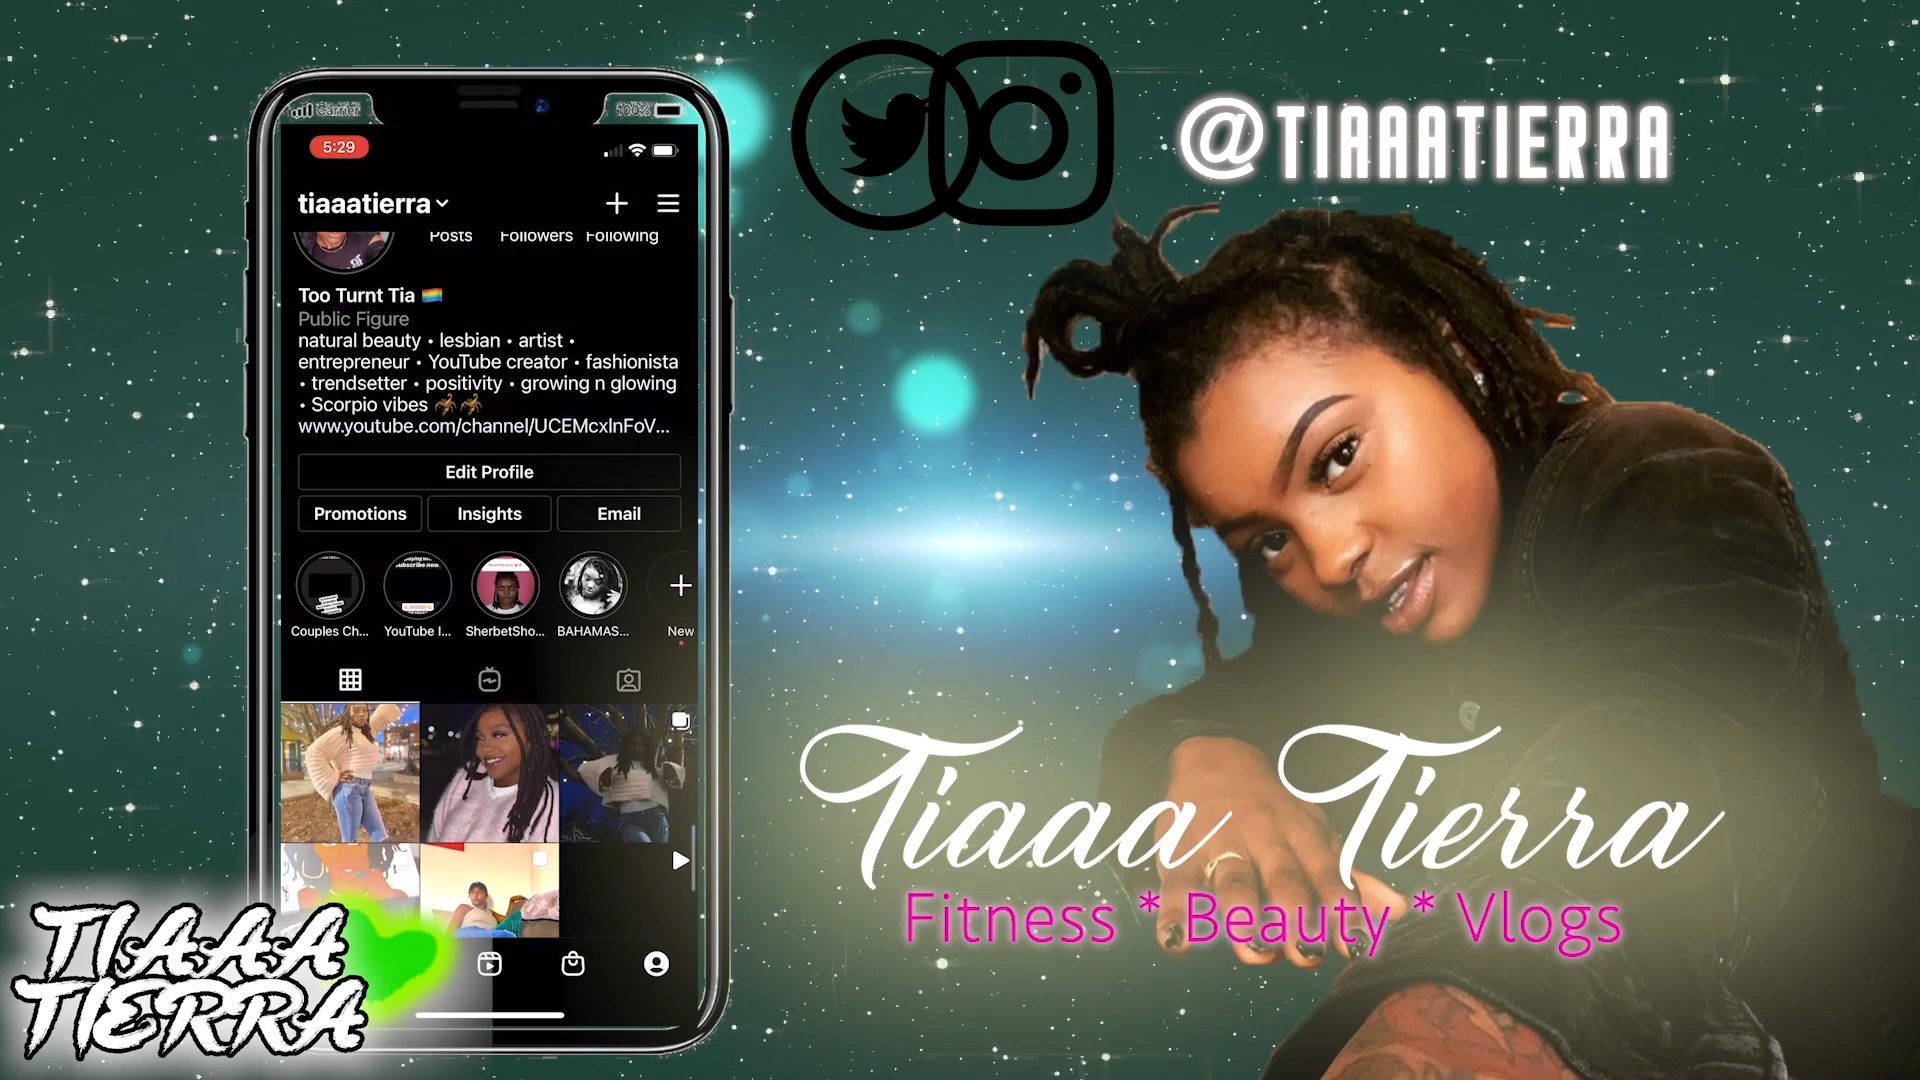 Carrier
100%
5:29
tiaaatierra
Posts Followers Following
Too Turnt Tia 🏳️‍🌈
Public Figure
natural beauty • lesbian • artist •
entrepreneur • YouTube creator • fashionista
• trendsetter • positivity • growing n glowing
• Scorpio vibes 🦂🦂
www.youtube.com/channel/UCEMcxInFoV...
Edit Profile
Promotions Insights Email
Couples Ch... YouTube I... SherbetSho... BAHAMAS... New
@TIAAATIERRA
Tiaaa Tierra
Fitness * Beauty * Vlogs
TIAAA
TIERRA